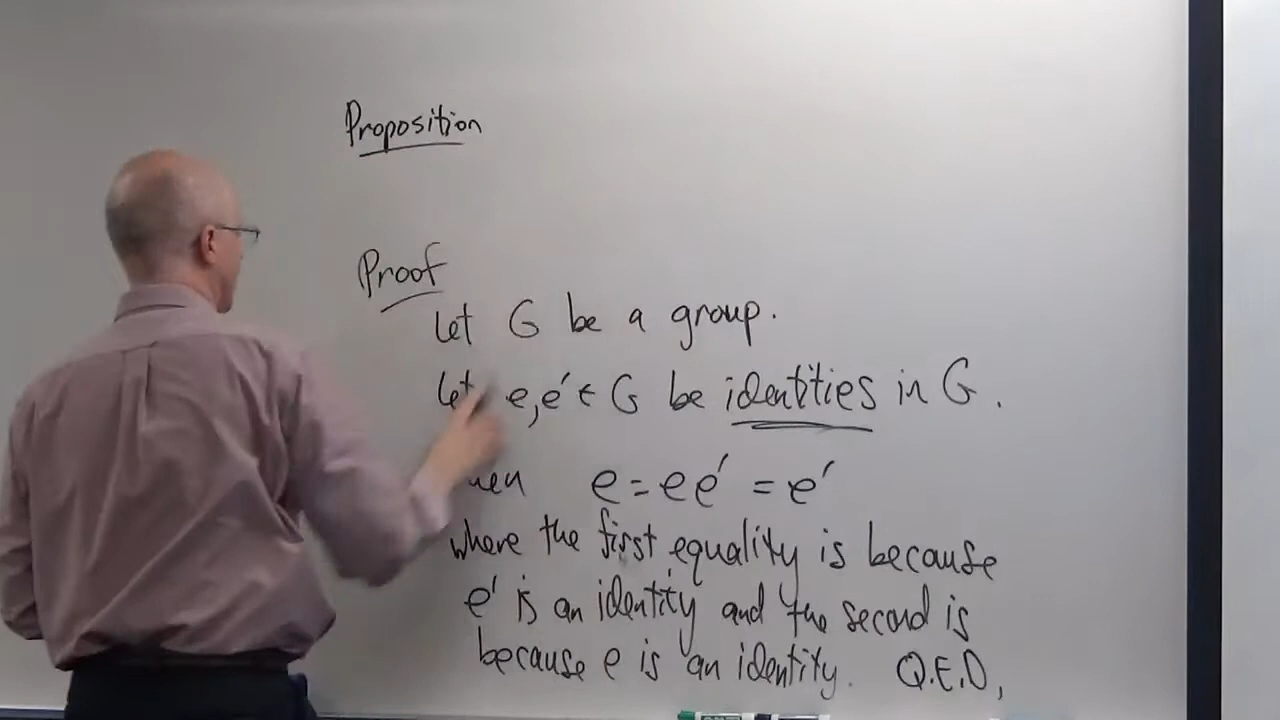 Proposition
Proof
Let G be a group.
Let e,e′ ∈ G be identities in G.
e = ee′ = e′
where the first equality is because
e′ is an identity and the second is
because e is an identity. Q.E.D.